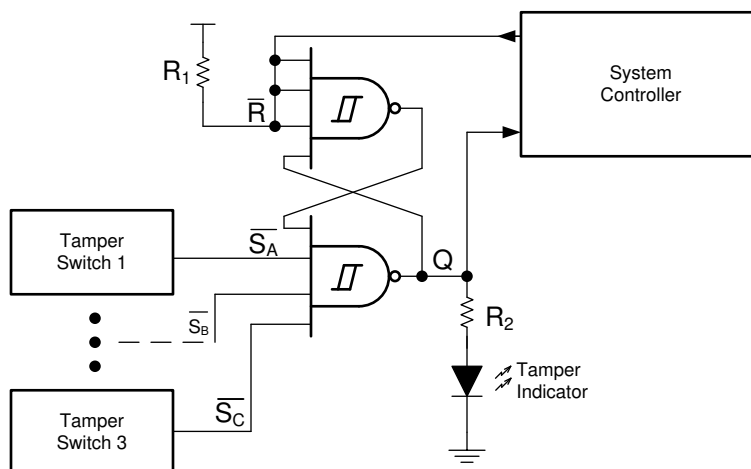 R1
R̅
System
Controller
Tamper
Switch 1
S̅A̅
S̅B̅
Q
R2
Tamper
Indicator
Tamper
Switch 3
S̅C̅